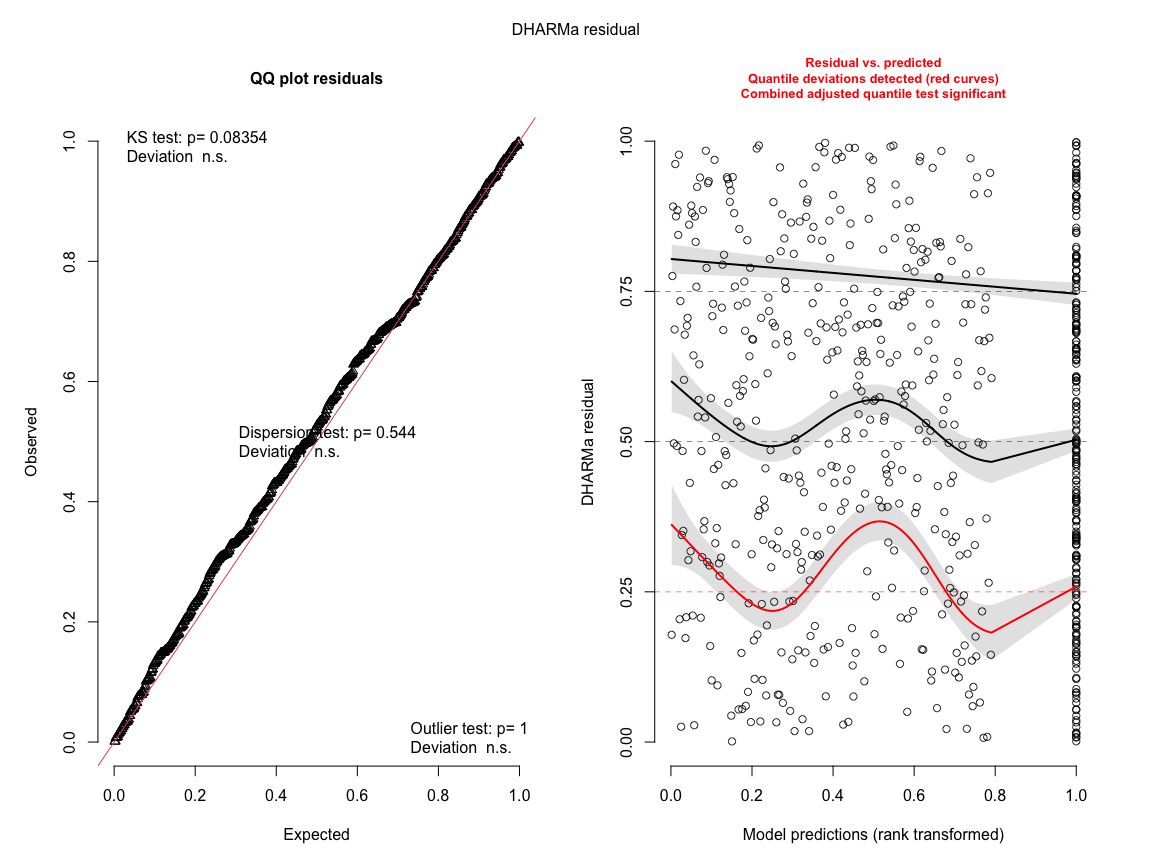 DHARMa residual
QQ plot residuals
KS test: p= 0.08354
Deviation n.s.
Dispersion test: p= 0.544
Deviation n.s.
Outlier test: p= 1
Deviation n.s.
Observed
0.0
0.2
0.4
0.6
0.8
1.0
0.0 0.2 0.4 0.6 0.8 1.0
Expected
Residual vs. predicted
Quantile deviations detected (red curves)
Combined adjusted quantile test significant
DHARMa residual
0.00
0.25
0.50
0.75
1.00
0.0 0.2 0.4 0.6 0.8 1.0
Model predictions (rank transformed)